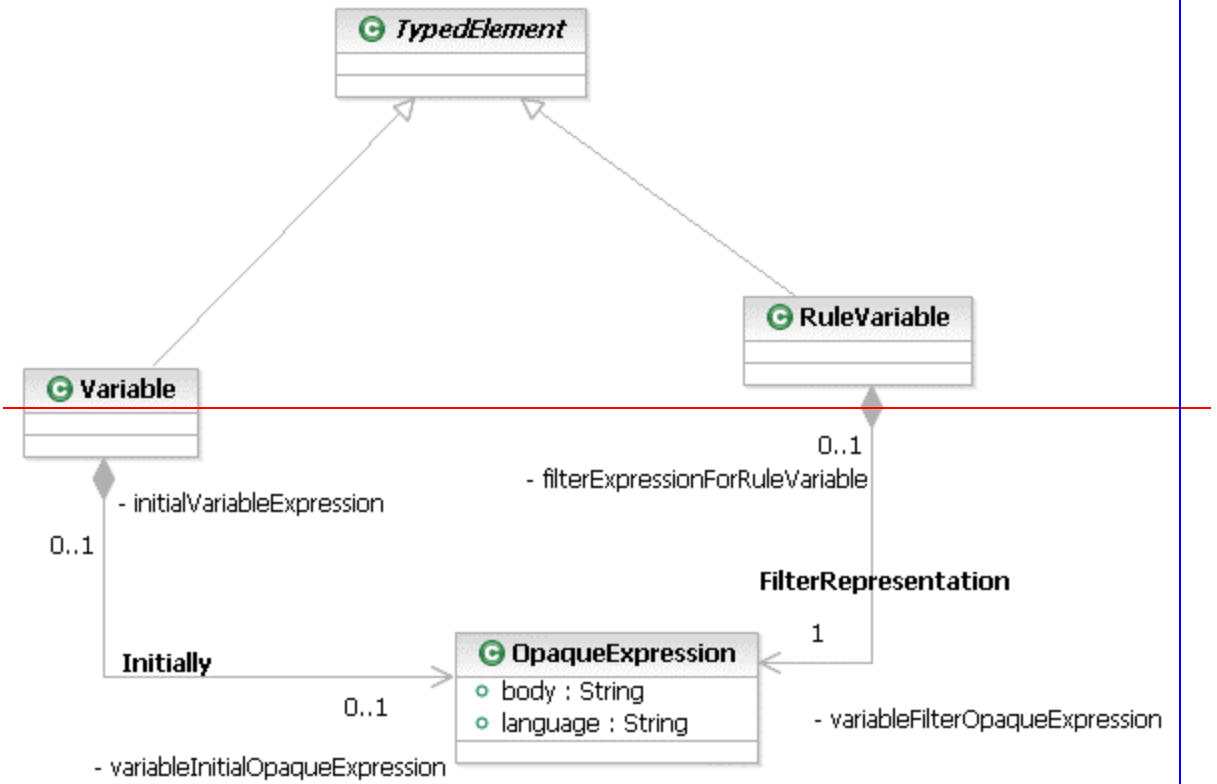 C TypedElement
C RuleVariable
C Variable
0..1
- filterExpressionForRuleVariable
- initialVariableExpression
0..1
FilterRepresentation
1
Initially
C OpaqueExpression
body : String
language : String
0..1
- variableFilterOpaqueExpression
- variableInitialOpaqueExpression